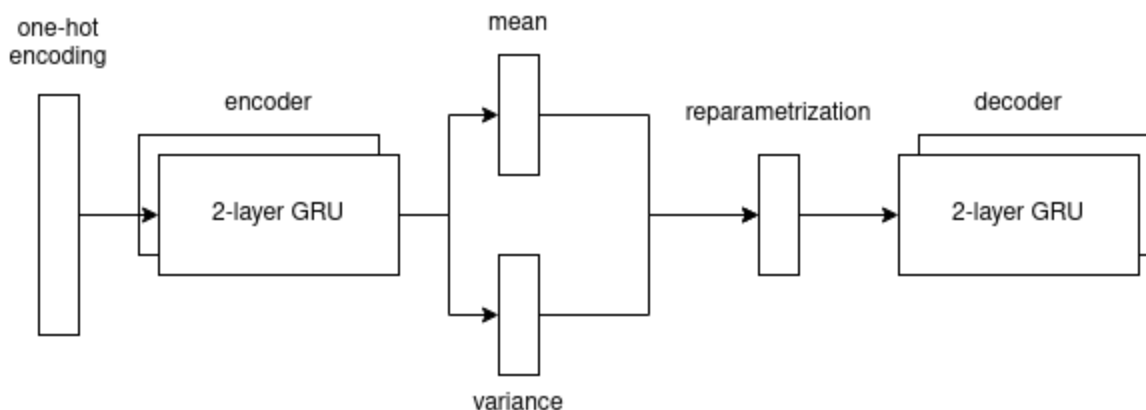 one-hot
encoding
encoder
2-layer GRU
mean
variance
reparametrization
decoder
2-layer GRU